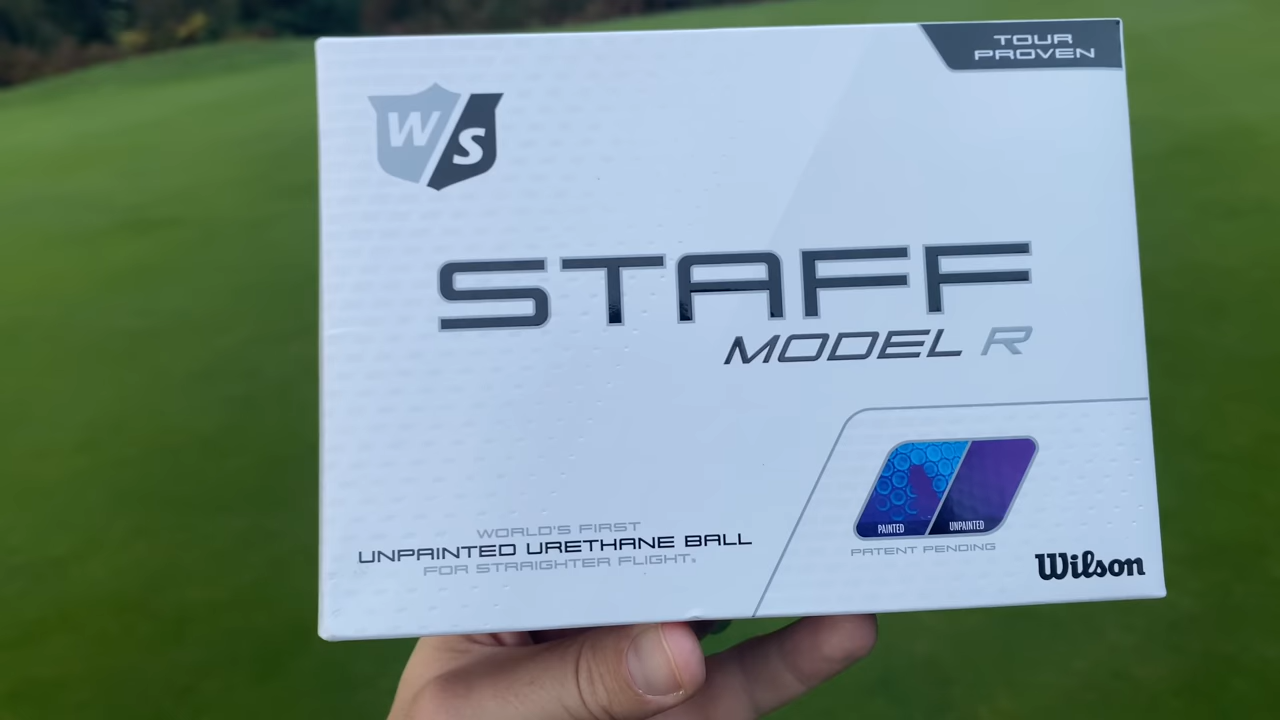 TOUR
PROVEN
W/S
STAFF
MODEL R
WORLD'S FIRST
UNPAINTED URETHANE BALL
FOR STRAIGHTER FLIGHT.
PAINTED
UNPAINTED
PATENT PENDING
Wilson